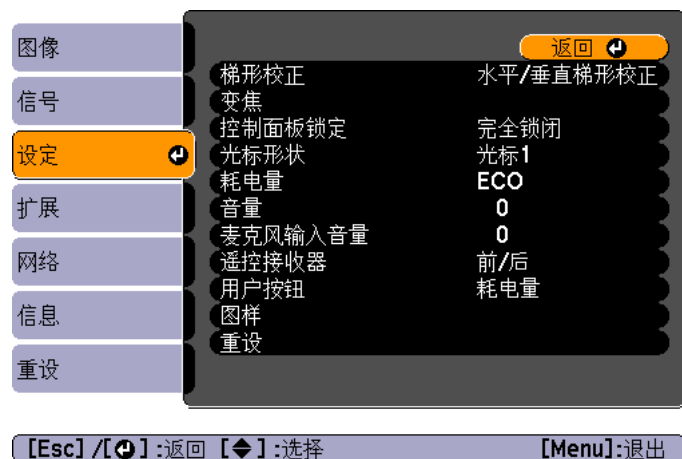 图像
信号
设定
扩展
网络
信息
重设
返回
梯形校正 水平/垂直梯形校正
变焦
控制面板锁定 完全锁闭
光标形状 光标1
耗电量 ECO
音量 0
麦克风输入音量 0
遥控接收器 前/后
用户按钮 耗电量
图样
重设
[Esc] /[⏎] :返回 [◆] :选择 [Menu]:退出